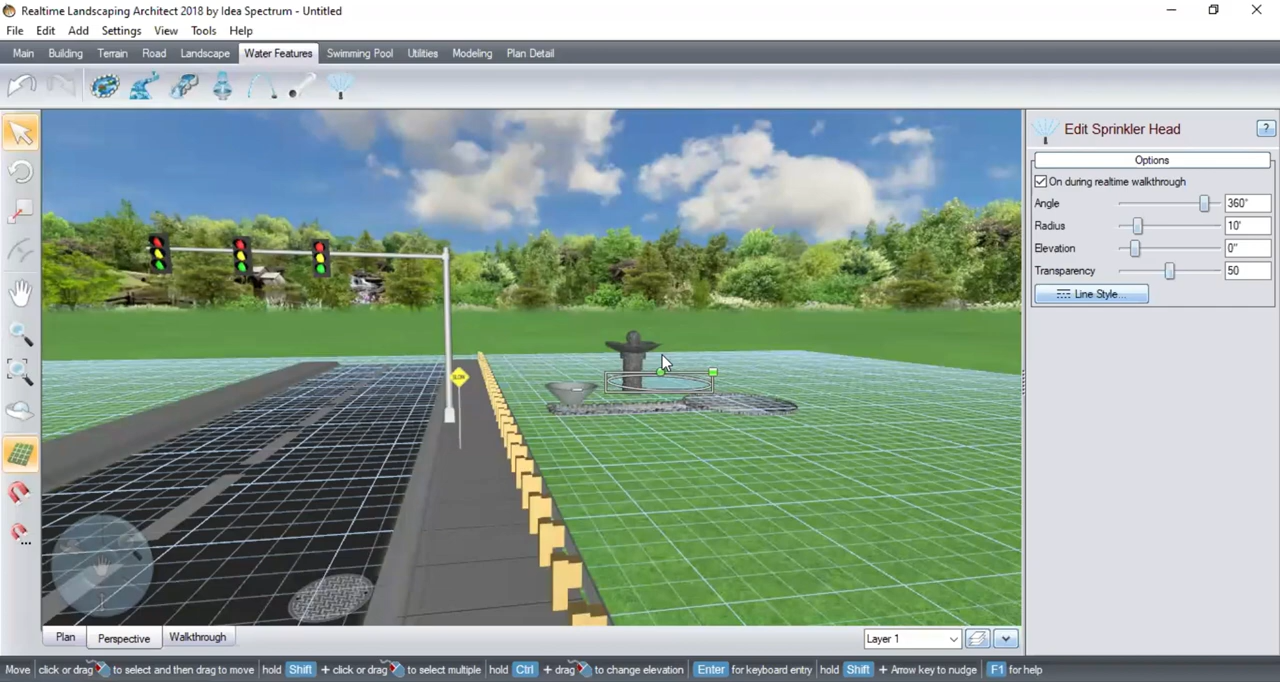 Realtime Landscaping Architect 2018 by Idea Spectrum - Untitled
File Edit Add Settings View Tools Help
Main Building Terrain Road Landscape Water Features Swimming Pool Utilities Modeling Plan Detail
Edit Sprinkler Head ?
Options
On during realtime walkthrough
Angle 360°
Radius 10'
Elevation 0"
Transparency 50
Line Style...
SLOW
Plan Perspective Walkthrough
Layer 1
Move click or drag to select and then drag to move hold Shift + click or drag to select multiple hold Ctrl + drag to change elevation Enter for keyboard entry hold Shift + Arrow key to nudge F1 for help